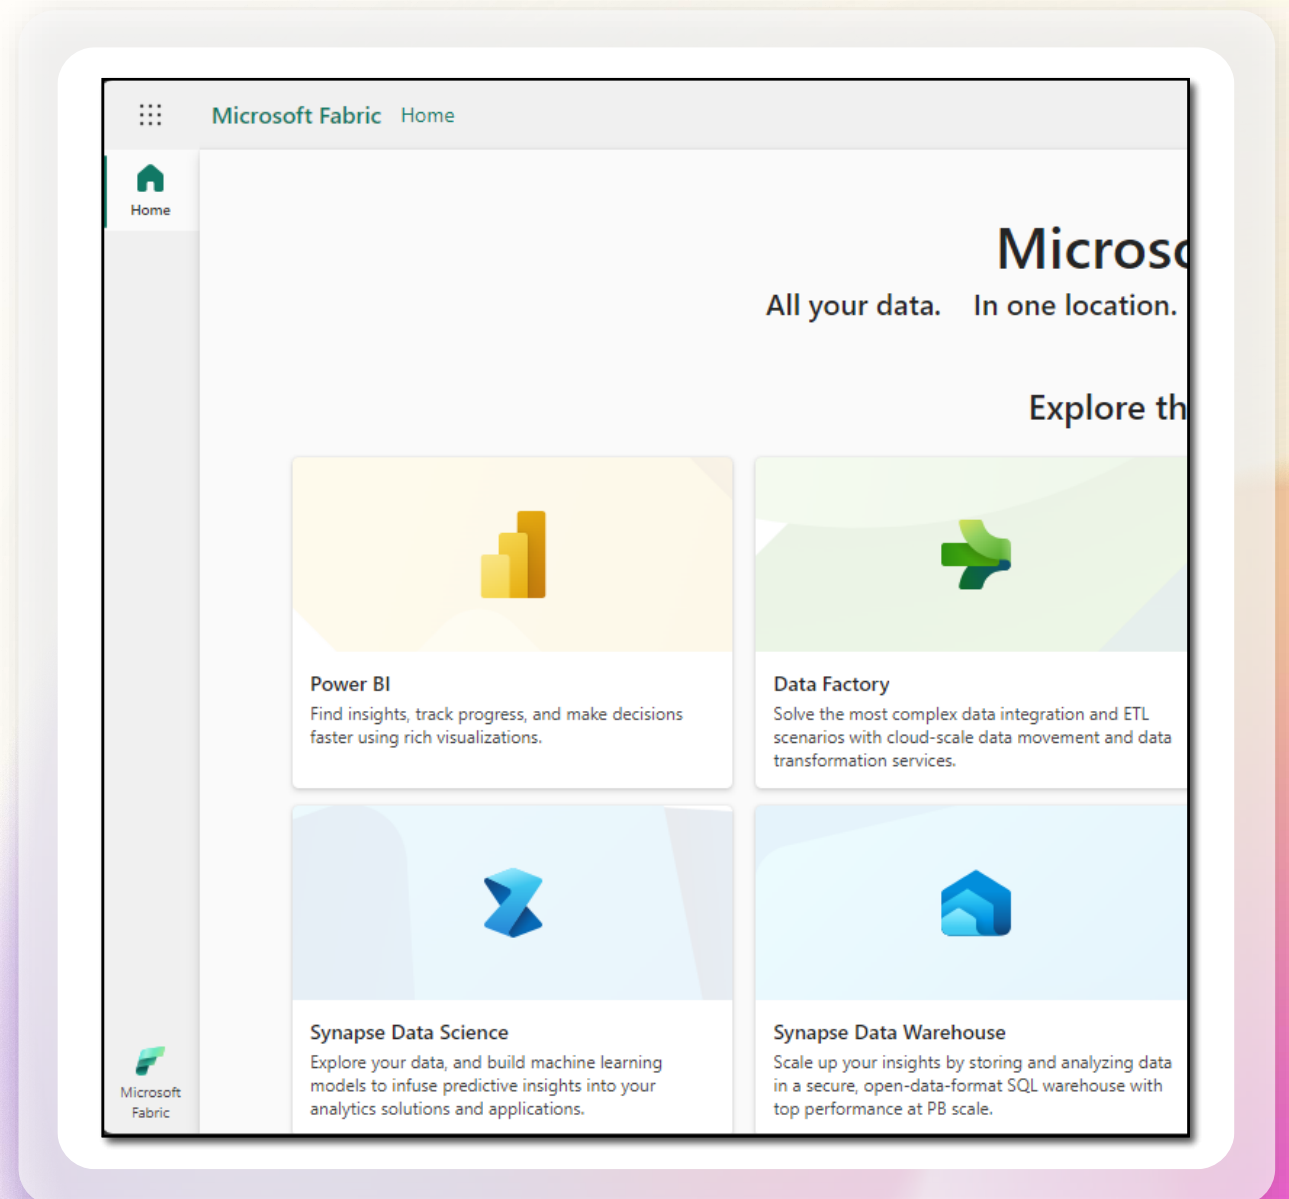 Microsoft Fabric Home
Home
All your data. In one location.
Power BI
Find insights, track progress, and make decisions
faster using rich visualizations.
Data Factory
Solve the most complex data integration and ETL
scenarios with cloud-scale data movement and data
transformation services.
Synapse Data Science
Explore your data, and build machine learning
models to infuse predictive insights into your
analytics solutions and applications.
Synapse Data Warehouse
Scale up your insights by storing and analyzing data
in a secure, open-data-format SQL warehouse with
top performance at PB scale.
Microsoft
Fabric
Explore